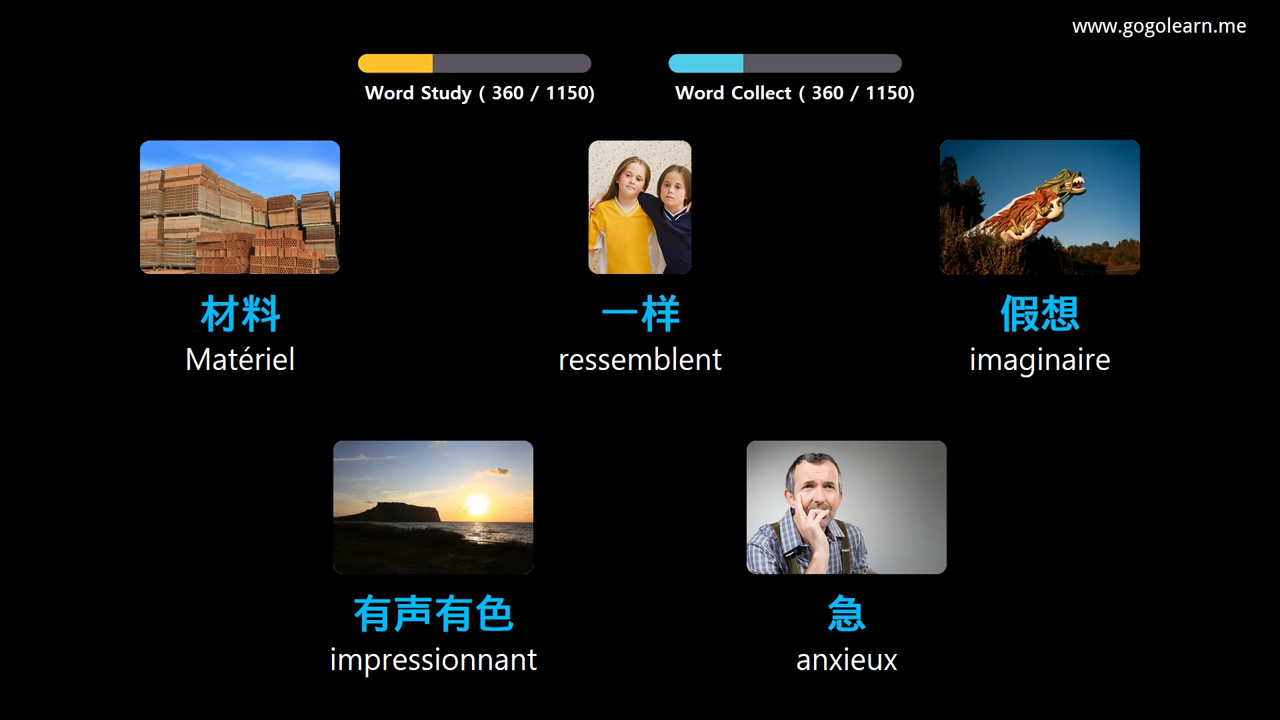 www.gogolearn.me
Word Study ( 360 / 1150)
Word Collect ( 360 / 1150)
材料
Matériel
一样
ressemblent
假想
imaginaire
有声有色
impressionnant
急
anxieux